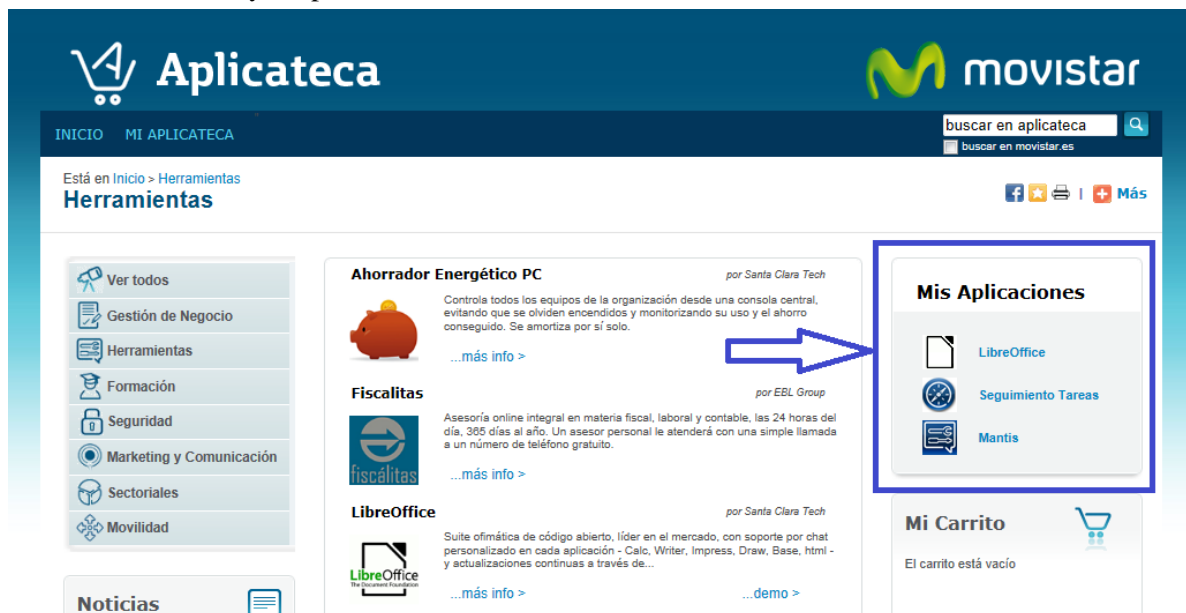 Aplicateca
movistar
INICIO MI APLICATECA
buscar en aplicateca
buscar en movistar.es
Está en Inicio > Herramientas
Herramientas
Más
Ver todos
Gestión de Negocio
Herramientas
Formación
Seguridad
Marketing y Comunicación
Sectoriales
Movilidad
Noticias
Ahorrador Energético PC
por Santa Clara Tech
Controla todos los equipos de la organización desde una consola central,
evitando que se olviden encendidos y monitorizando su uso y el ahorro
conseguido. Se amortiza por sí solo.
...más info >
Fiscalitas
por EBL Group
fiscálitas
Asesoría online integral en materia fiscal, laboral y contable, las 24 horas del
día, 365 días al año. Un asesor personal le atenderá con una simple llamada
a un número de teléfono gratuito.
...más info >
LibreOffice
por Santa Clara Tech
LibreOffice
The Document Foundation
Suite ofimática de código abierto, líder en el mercado, con soporte por chat
personalizado en cada aplicación - Calc, Writer, Impress, Draw, Base, html -
y actualizaciones continuas a través de...
...más info >
...demo >
Mis Aplicaciones
LibreOffice
Seguimiento Tareas
Mantis
Mi Carrito
El carrito está vacío